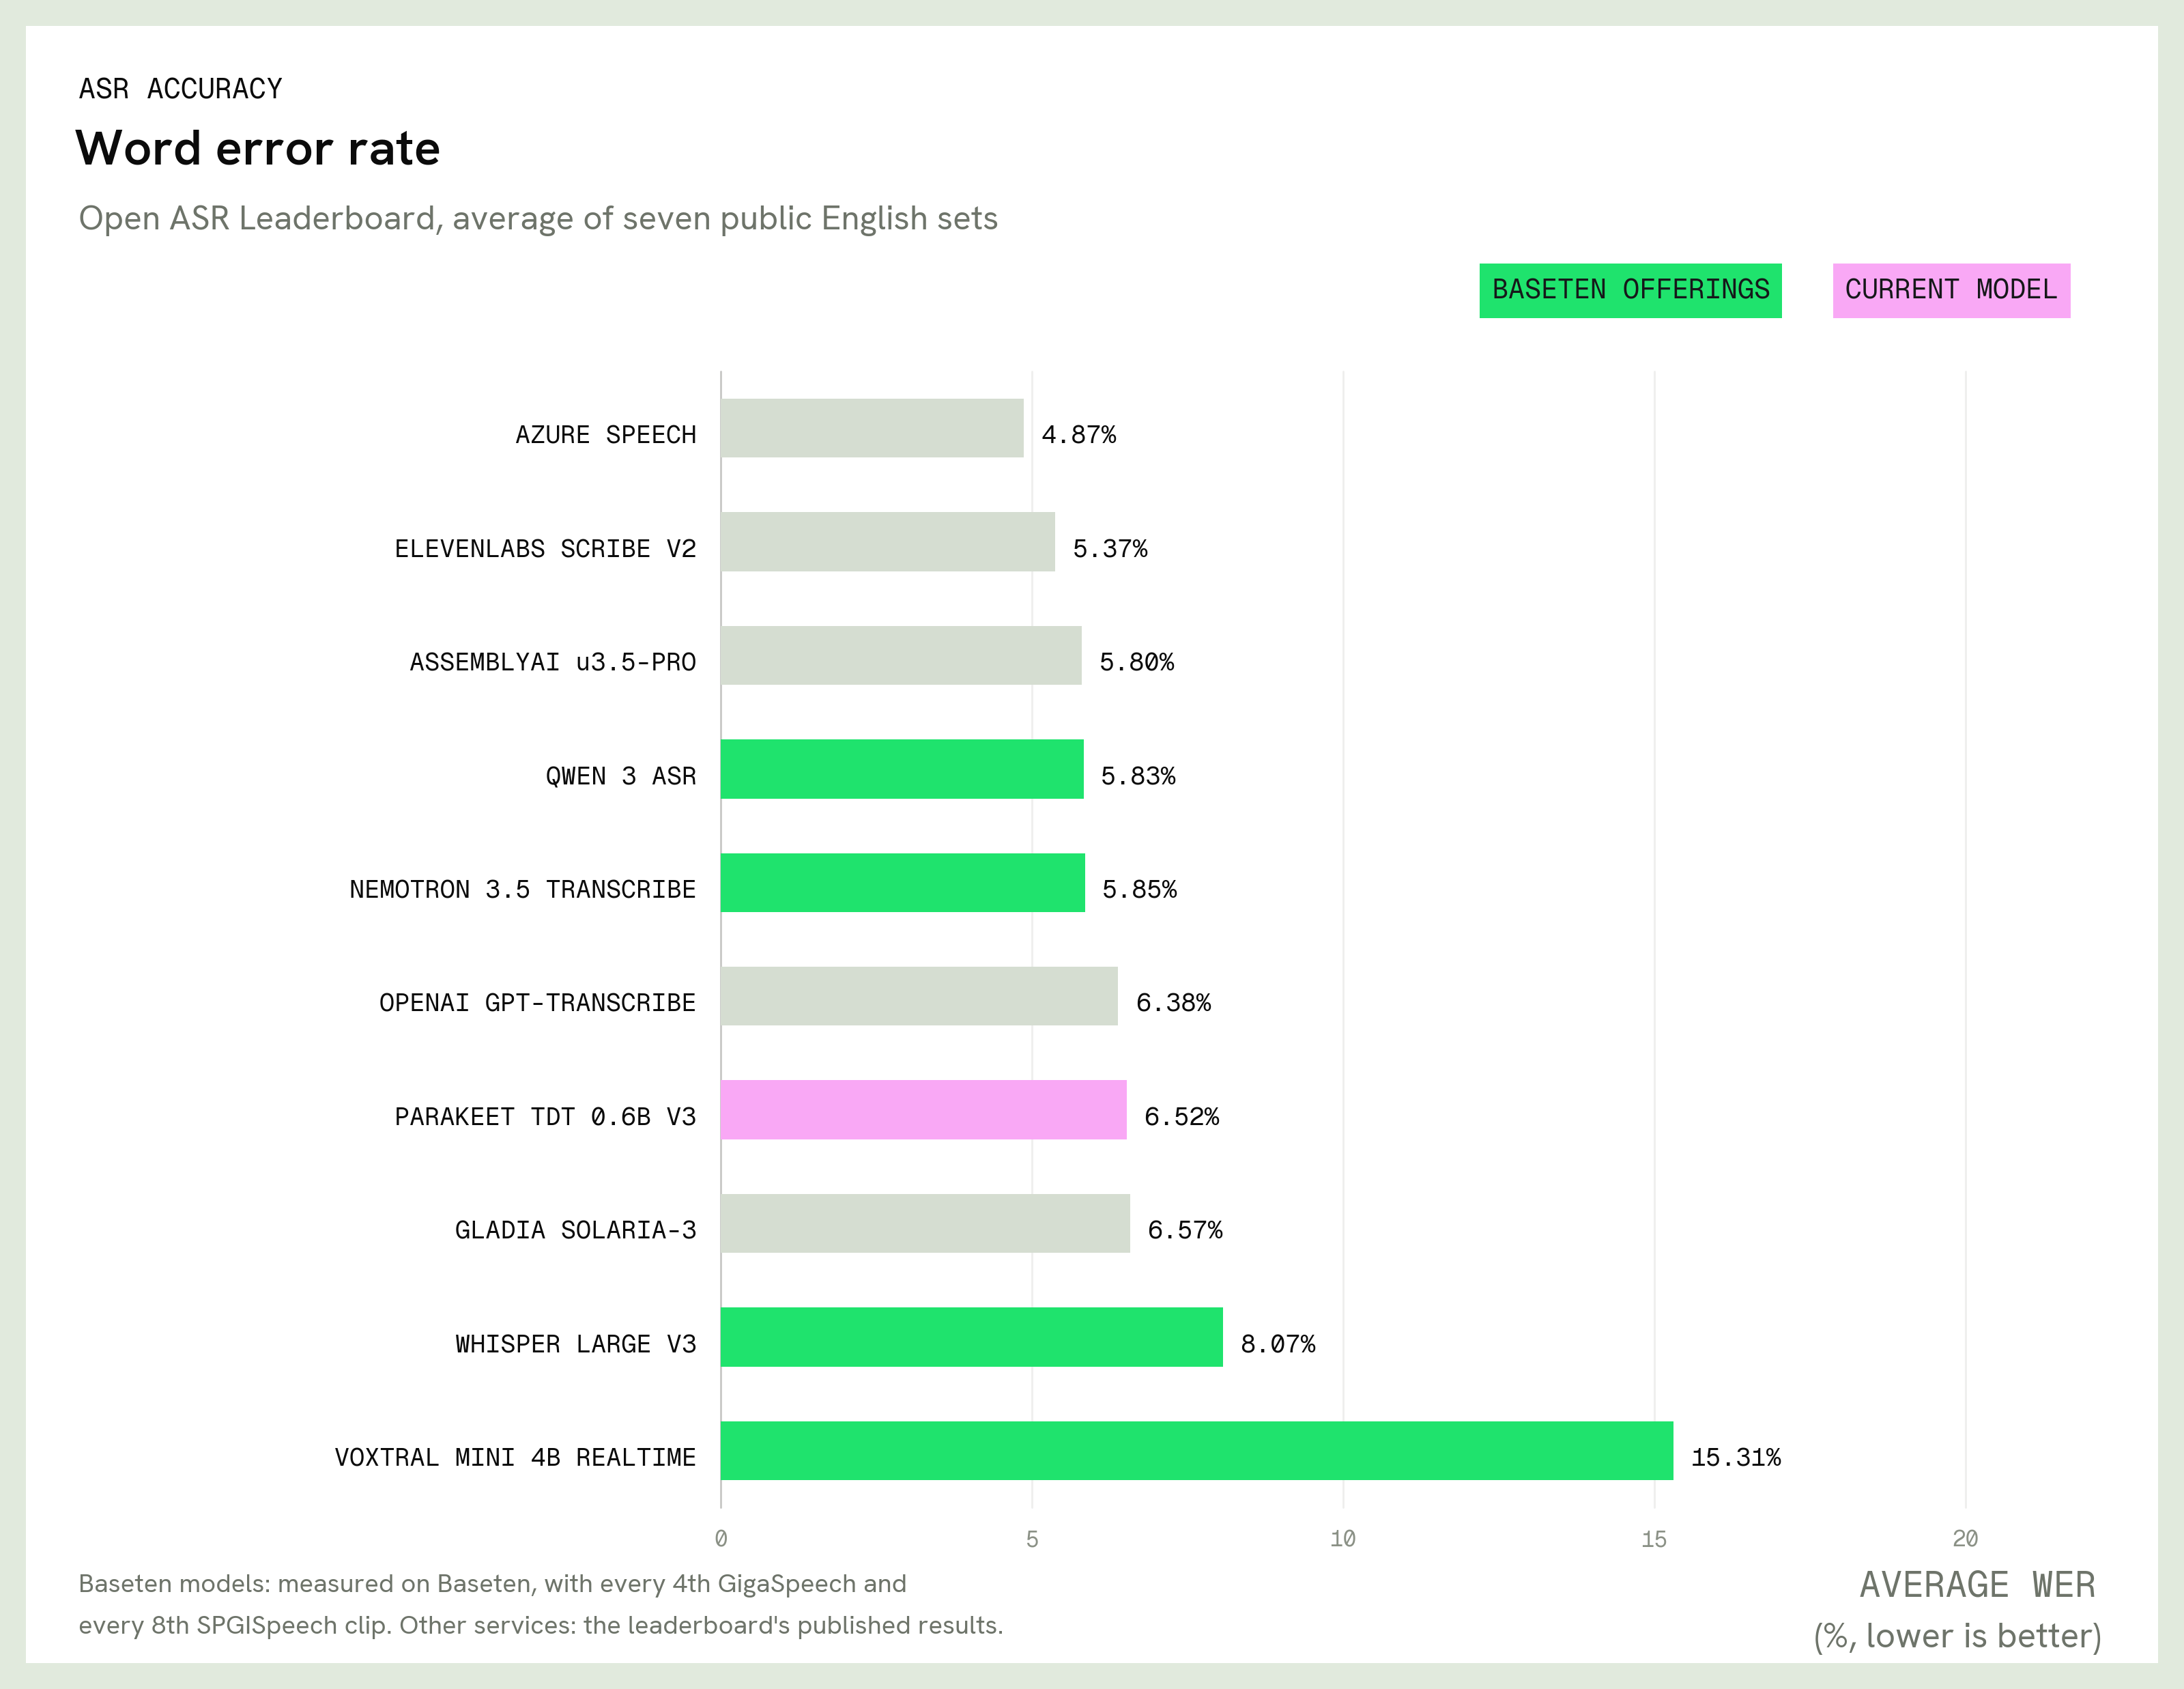 ASR ACCURACY
Word error rate
Open ASR Leaderboard, average of seven public English sets
BASETEN OFFERINGS
CURRENT MODEL
AZURE SPEECH 4.87%
ELEVENLABS SCRIBE V2 5.37%
ASSEMBLYAI u3.5-PRO 5.80%
QWEN 3 ASR 5.83%
NEMOTRON 3.5 TRANSCRIBE 5.85%
OPENAI GPT-TRANSCRIBE 6.38%
PARAKEET TDT 0.6B V3 6.52%
GLADIA SOLARIA-3 6.57%
WHISPER LARGE V3 8.07%
VOXTRAL MINI 4B REALTIME 15.31%
0 5 10 15 20
Baseten models: measured on Baseten, with every 4th GigaSpeech and
every 8th SPGISpeech clip. Other services: the leaderboard's published results.
AVERAGE WER
(%, lower is better)